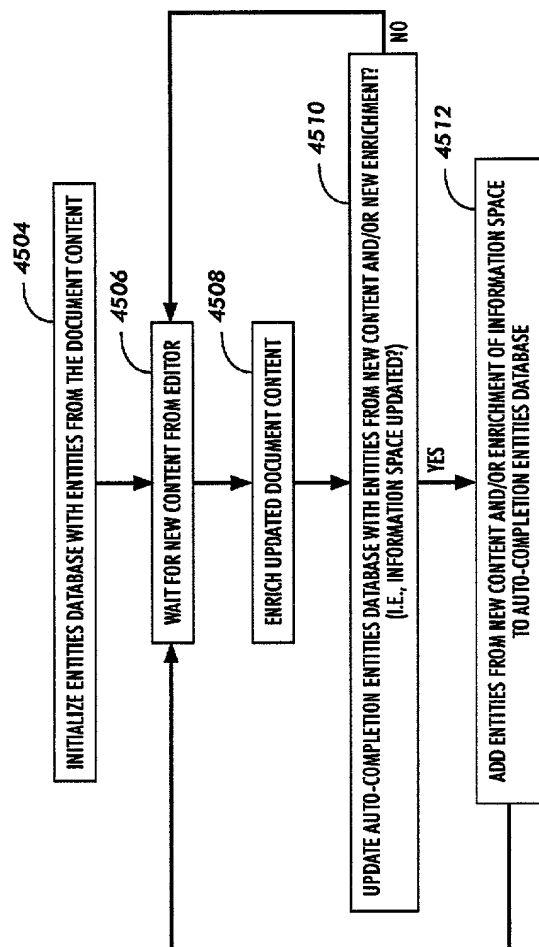 4504
INITIALIZE ENTITIES DATABASE WITH ENTITIES FROM THE DOCUMENT CONTENT
4506
WAIT FOR NEW CONTENT FROM EDITOR
4508
ENRICH UPDATED DOCUMENT CONTENT
4510
UPDATE AUTO-COMPLETION ENTITIES DATABASE WITH ENTITIES FROM NEW CONTENT AND/OR NEW ENRICHMENT?
(I.E., INFORMATION SPACE UPDATED?)
NO
YES
4512
ADD ENTITIES FROM NEW CONTENT AND/OR ENRICHMENT OF INFORMATION SPACE
TO AUTO-COMPLETION ENTITIES DATABASE